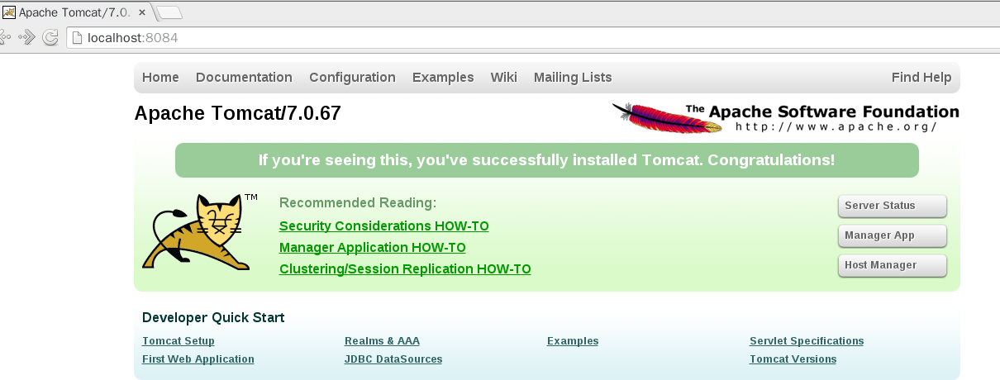 Apache Tomcat/7.0.
localhost:8084
Home Documentation Configuration Examples Wiki Mailing Lists Find Help
Apache Tomcat/7.0.67
The Apache Software Foundation
http://www.apache.org/
If you're seeing this, you've successfully installed Tomcat. Congratulations!
TM
Recommended Reading:
Security Considerations HOW-TO
Manager Application HOW-TO
Clustering/Session Replication HOW-TO
Server Status
Manager App
Host Manager
Developer Quick Start
Tomcat Setup Realms & AAA Examples Servlet Specifications
First Web Application JDBC DataSources Tomcat Versions